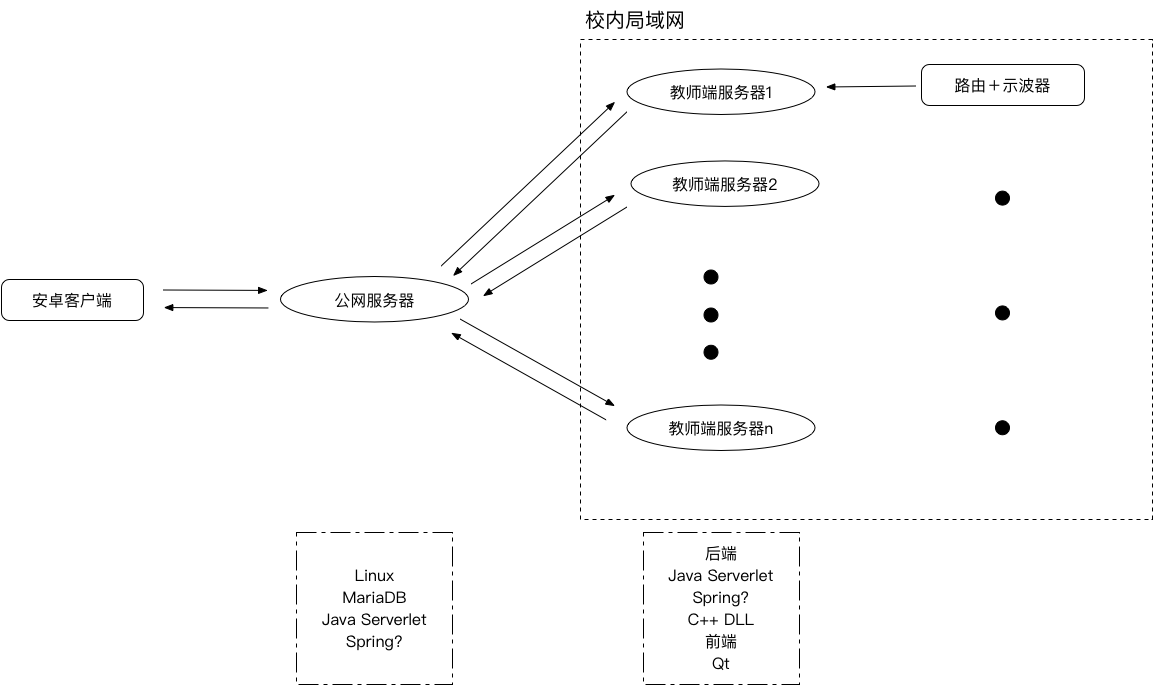 校内局域网
教师端服务器1
路由＋示波器
教师端服务器2
安卓客户端
公网服务器
教师端服务器n
Linux
MariaDB
Java Serverlet
Spring?
后端
Java Serverlet
Spring?
C++ DLL
前端
Qt